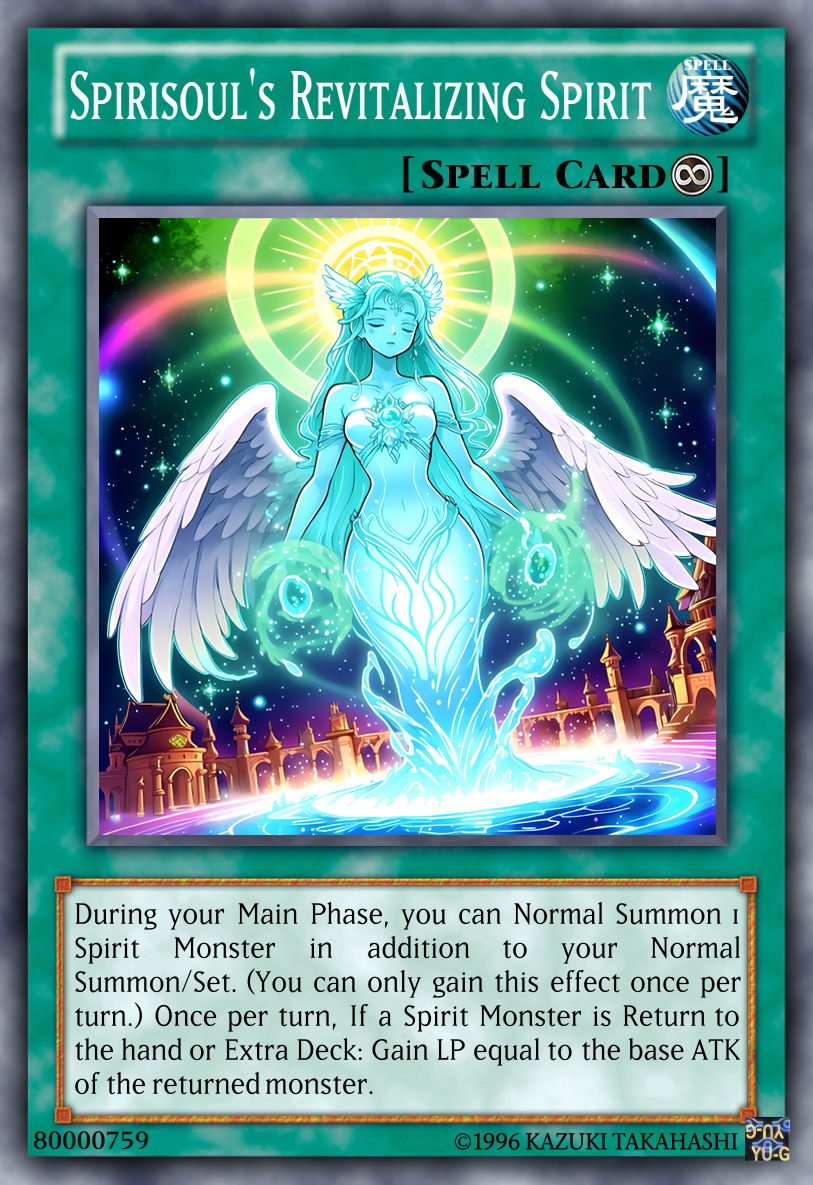 Spirisoul's Revitalizing Spirit
SPELL
魔
[Spell Card]
During your Main Phase, you can Normal Summon 1
Spirit Monster in addition to your Normal
Summon/Set. (You can only gain this effect once per
turn.) Once per turn, If a Spirit Monster is Return to
the hand or Extra Deck: Gain LP equal to the base ATK
of the returned monster.
80000759
©1996 KAZUKI TAKAHASHI
YU-G
YU-G